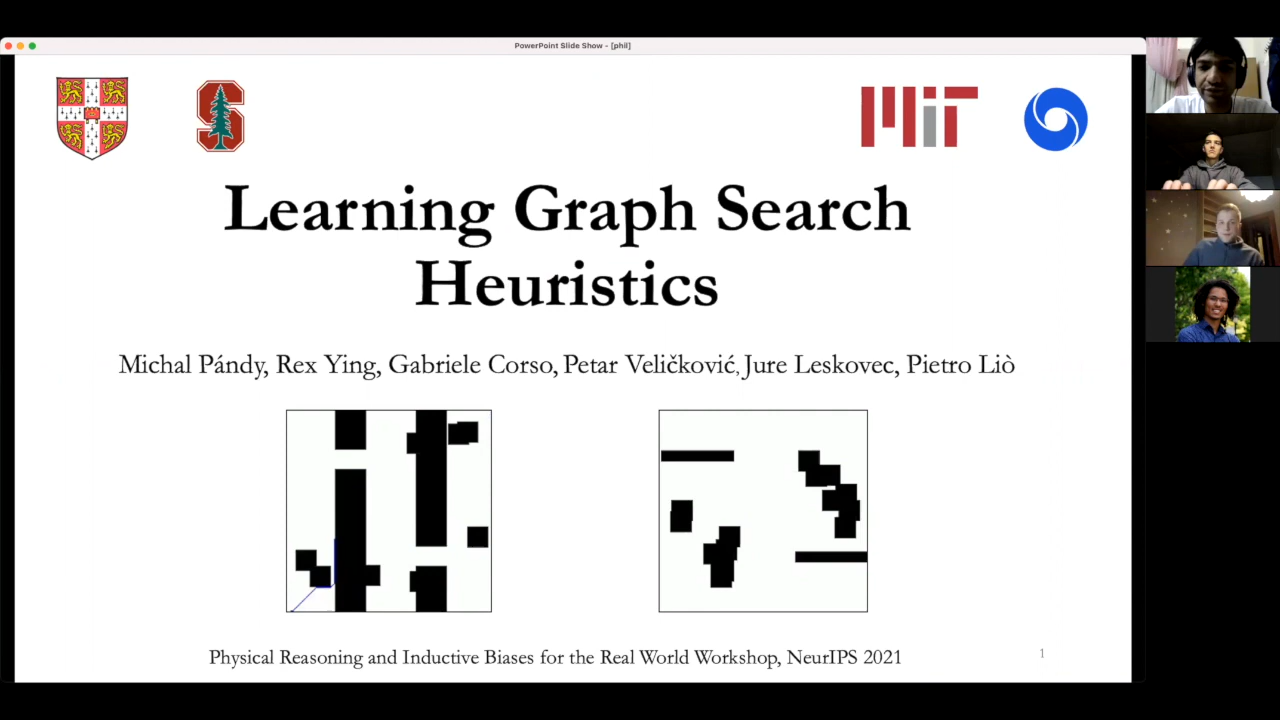 PowerPoint Slide Show - [phil]
MIT
Learning Graph Search
Heuristics
Michal Pándy, Rex Ying, Gabriele Corso, Petar Veličković, Jure Leskovec, Pietro Liò
Physical Reasoning and Inductive Biases for the Real World Workshop, NeurIPS 2021
1